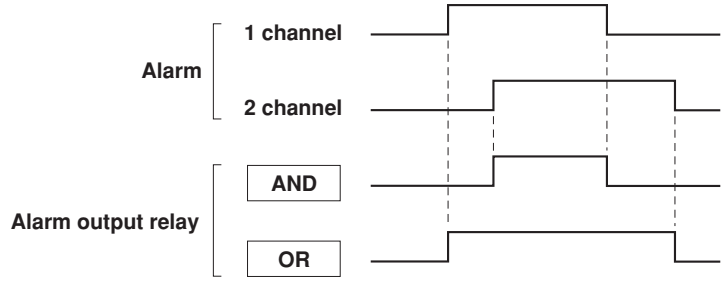 1 channel
Alarm
2 channel
AND
Alarm output relay
OR